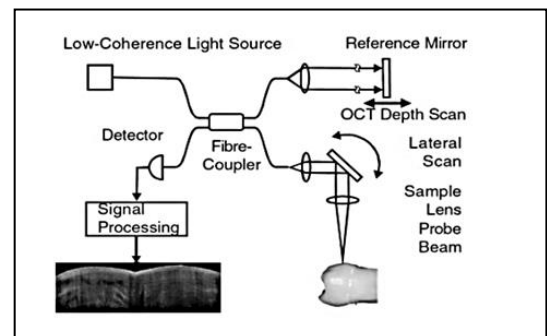 Low-Coherence Light Source
Reference Mirror
OCT Depth Scan
Detector
Fibre-
Coupler
Lateral
Scan
Signal
Processing
Sample
Lens
Probe
Beam